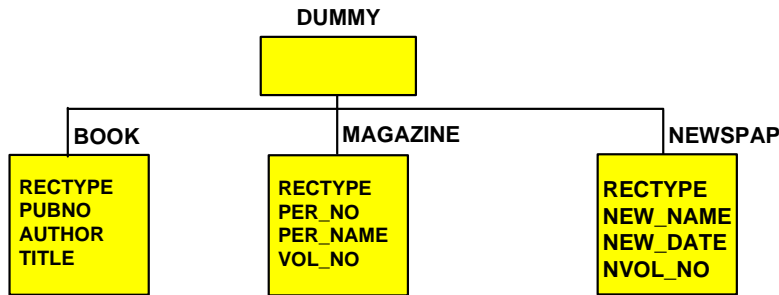 DUMMY
BOOK
MAGAZINE
NEWSPAP
RECTYPE
PUBNO
AUTHOR
TITLE
RECTYPE
PER_NO
PER_NAME
VOL_NO
RECTYPE
NEW_NAME
NEW_DATE
NVOL_NO